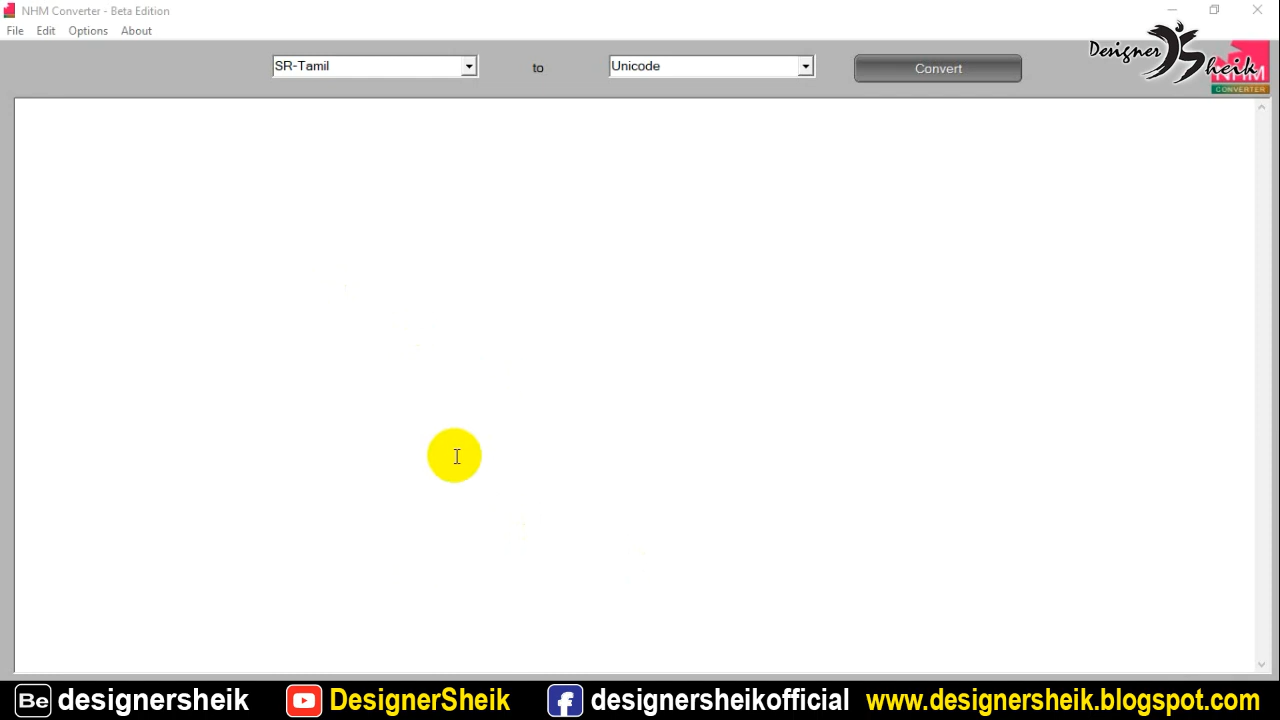 NHM Converter - Beta Edition
File Edit Options About
SR-Tamil to Unicode Convert
Designer Sheik
NHM
CONVERTER
Be designersheik DesignerSheik f designersheikofficial www.designersheik.blogspot.com